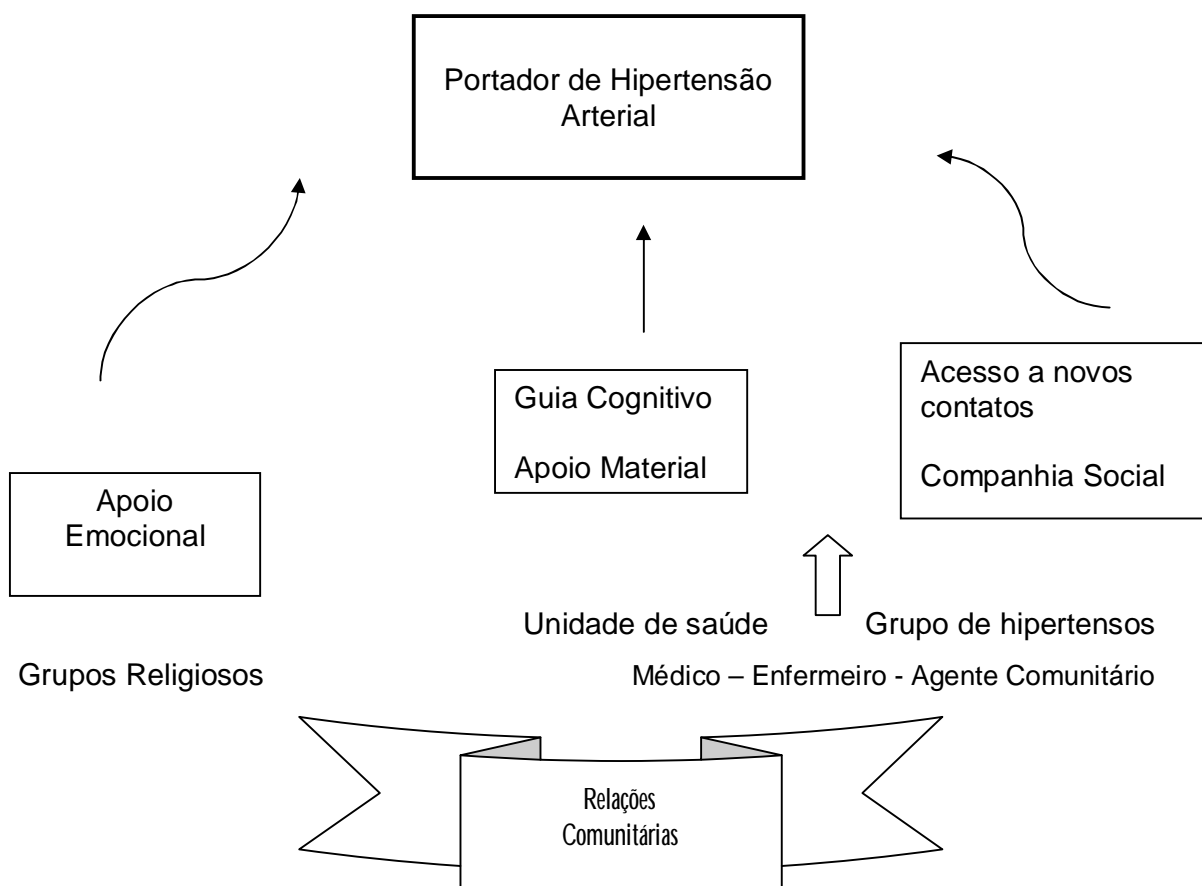 Portador de Hipertensão
Arterial
Guia Cognitivo
Apoio Material
Acesso a novos
contatos
Companhia Social
Apoio
Emocional
Unidade de saúde
Grupo de hipertensos
Grupos Religiosos
Médico – Enfermeiro - Agente Comunitário
Relações
Comunitárias